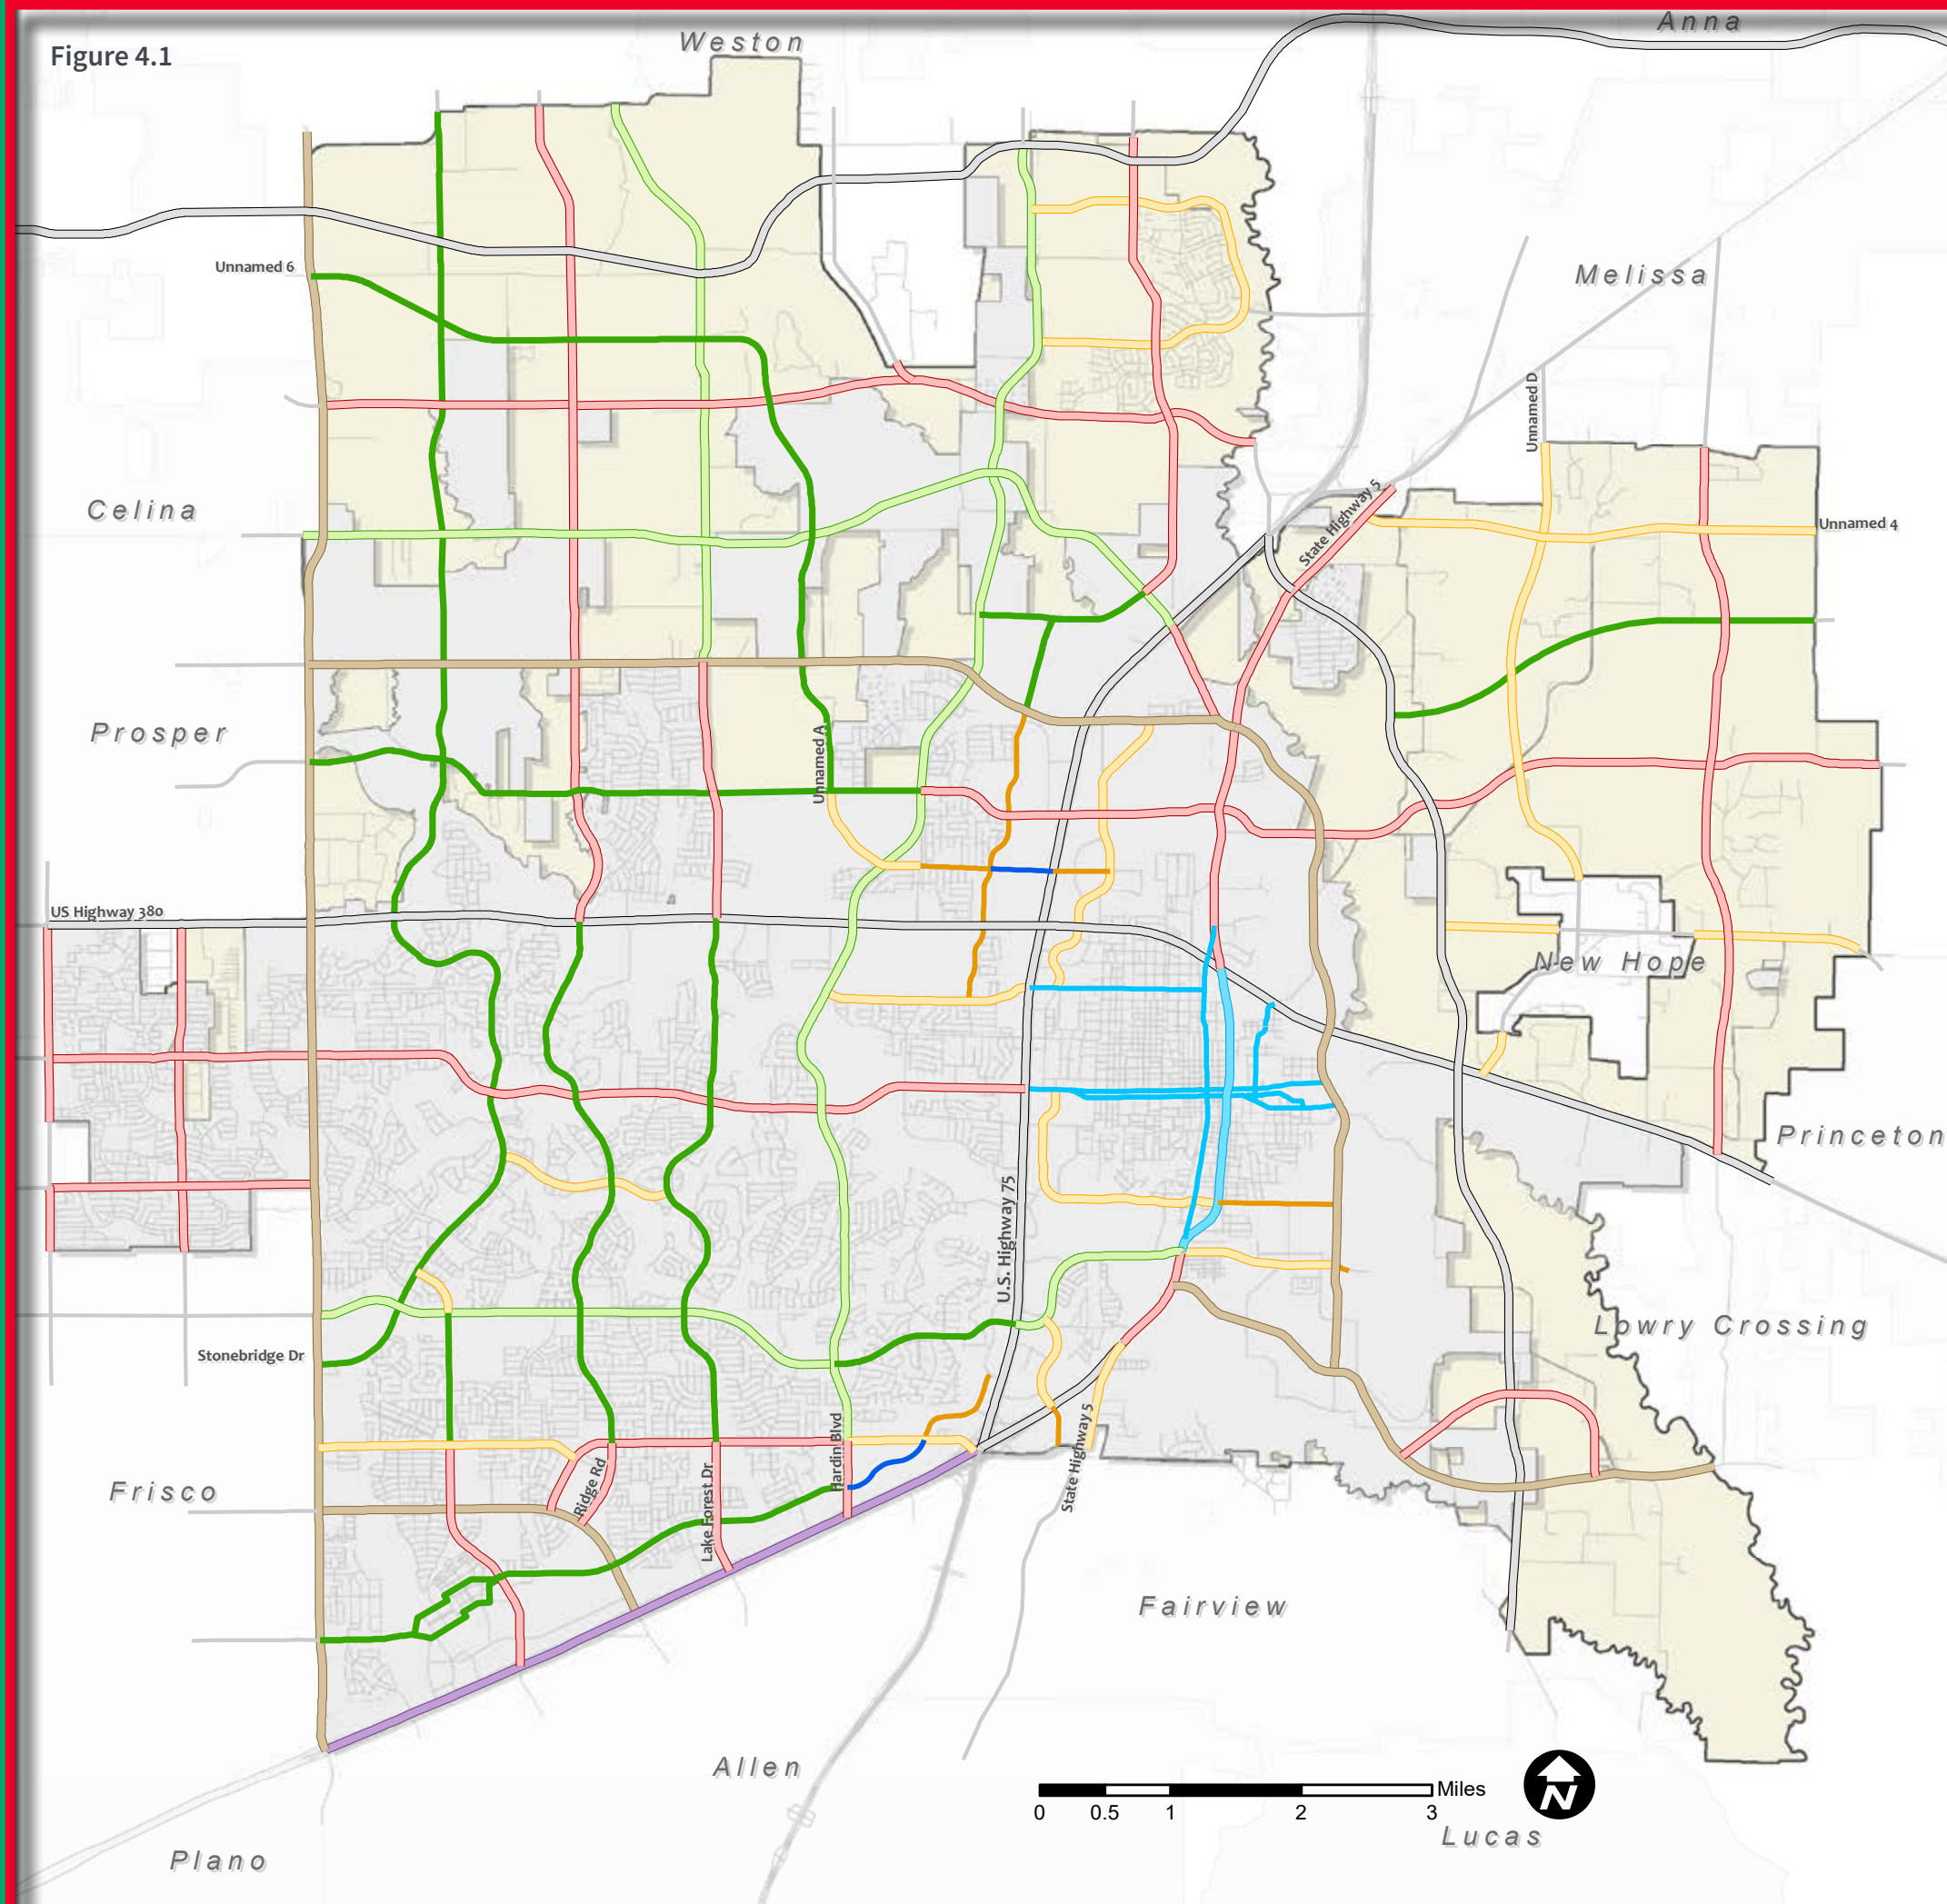 Anna
Weston
Figure 4.1
Unnamed 6
Melissa
Unnamed D
State Highway 5
Celina
Unnamed 4
Prosper
Unnamed A
US Highway 380
New Hope
Princeton
U.S. Highway 75
Lowry Crossing
Stonebridge Dr
Hardin Blvd
State Highway 5
Ridge Rd
Lake Forest Dr
Frisco
Fairview
Allen
Miles
0 0.5 1 2 3
N
Lucas
Plano